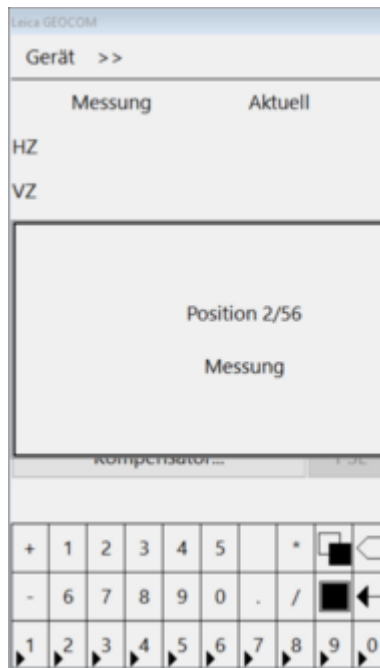 Leica GEOCOM
Gerät >>
Messung Aktuell
HZ
VZ
Position 2/56
Messung
Kompensator...
+ 1 2 3 4 5 *
- 6 7 8 9 0 . /
1 2 3 4 5 6 7 8 9 0